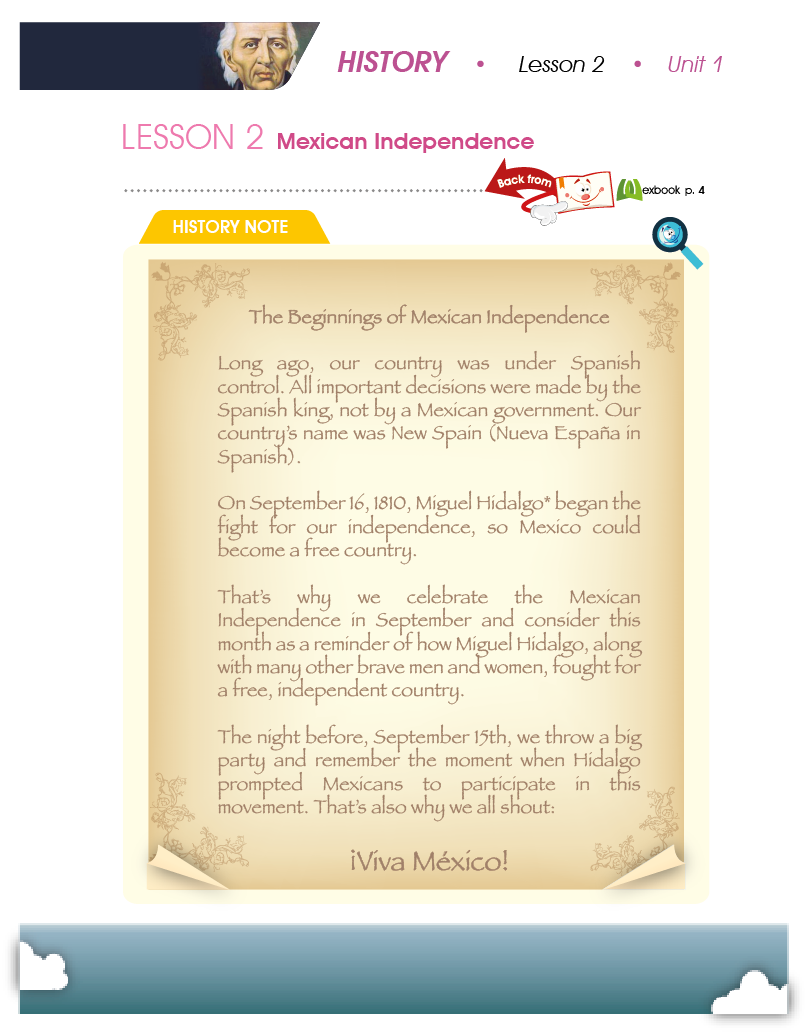 HISTORY • Lesson 2 • Unit 1
LESSON 2 Mexican Independence
Back from
exbook p. 4
HISTORY NOTE
The Beginnings of Mexican Independence
Long ago, our country was under Spanish
control. All important decisions were made by the
Spanish king, not by a Mexican government. Our
country's name was New Spain (Nueva España in
Spanish).
On September 16, 1810, Miguel Hidalgo* began the
fight for our independence, so Mexico could
become a free country.
That's why we celebrate the Mexican
Independence in September and consider this
month as a reminder of how Miguel Hidalgo, along
with many other brave men and women, fought for
a free, independent country.
The night before, September 15th, we throw a big
party and remember the moment when Hidalgo
prompted Mexicans to participate in this
movement. That's also why we all shout:
¡Viva México!